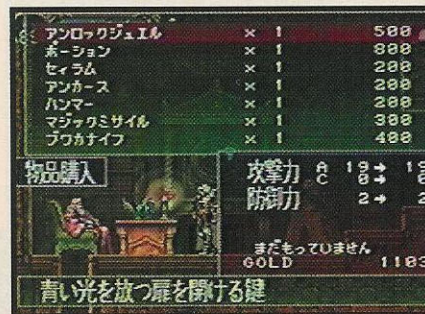 アンロックジュエル × 1 500
ポーション × 1 800
セィラム × 1 200
アンカース × 1 200
ハンマー × 1 200
マジックミサイル × 1 300
ブワカナイフ × 1 400
物品購入
攻撃力 A 19→
C 0→
防御力 2→ 2
まだもっていません
GOLD 1183
青い光を放つ扉を開ける鍵